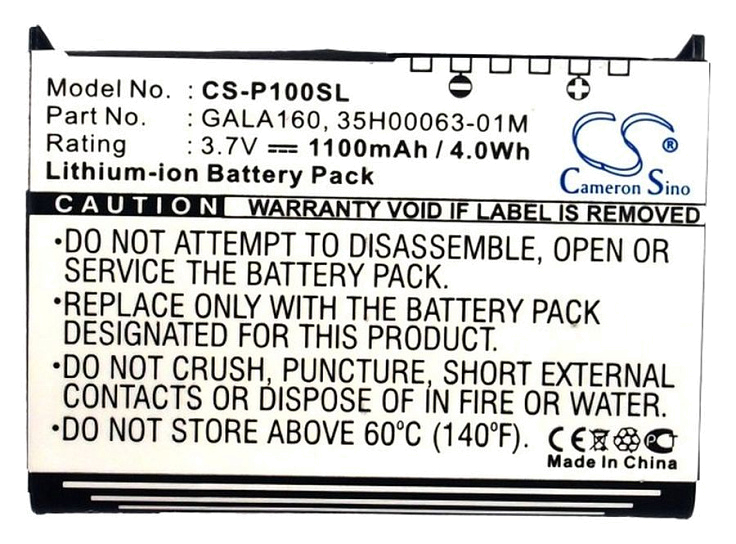 Model No. : CS-P100SL
Part No. : GALA160, 35H00063-01M
Rating : 3.7V 1100mAh / 4.0Wh
Lithium-ion Battery Pack
CS®
Cameron Sino
CAUTION WARRANTY VOID IF LABEL IS REMOVED
·DO NOT ATTEMPT TO DISASSEMBLE, OPEN OR
SERVICE THE BATTERY PACK.
·REPLACE ONLY WITH THE BATTERY PACK
DESIGNATED FOR THIS PRODUCT.
·DO NOT CRUSH, PUNCTURE, SHORT EXTERNAL
CONTACTS OR DISPOSE OF IN FIRE OR WATER.
·DO NOT STORE ABOVE 60°C (140°F). CE PCT
Made In China